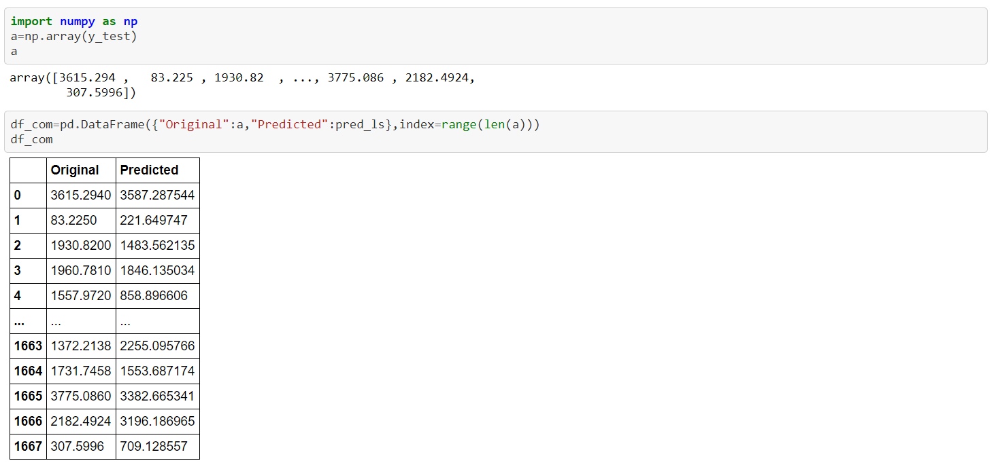 import numpy as np
a=np.array(y_test)
a
array([3615.294 ,   83.225 , 1930.82  , ..., 3775.086 , 2182.4924,
        307.5996])
df_com=pd.DataFrame({"Original":a,"Predicted":pred_ls},index=range(len(a)))
df_com
Original Predicted
0 3615.2940 3587.287544
1 83.2250 221.649747
2 1930.8200 1483.562135
3 1960.7810 1846.135034
4 1557.9720 858.896606
... ... ...
1663 1372.2138 2255.095766
1664 1731.7458 1553.687174
1665 3775.0860 3382.665341
1666 2182.4924 3196.186965
1667 307.5996 709.128557